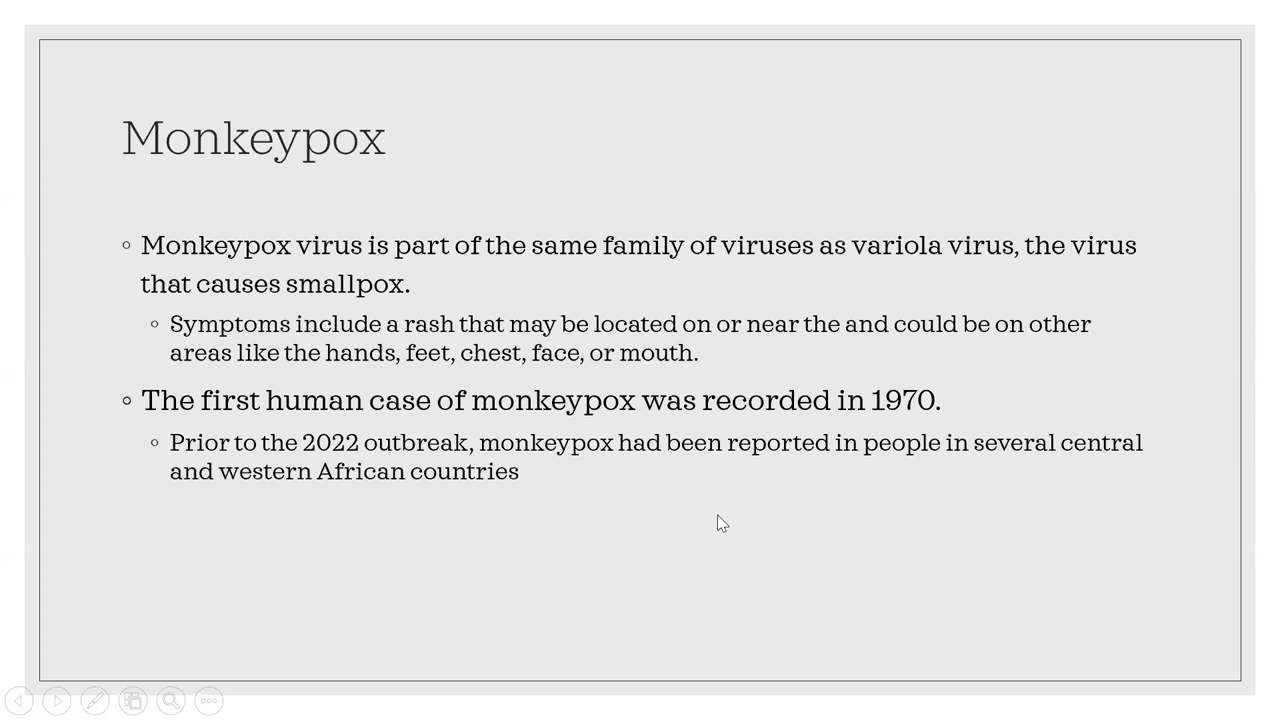 Monkeypox
Monkeypox virus is part of the same family of viruses as variola virus, the virus
that causes smallpox.
Symptoms include a rash that may be located on or near the and could be on other
areas like the hands, feet, chest, face, or mouth.
The first human case of monkeypox was recorded in 1970.
Prior to the 2022 outbreak, monkeypox had been reported in people in several central
and western African countries